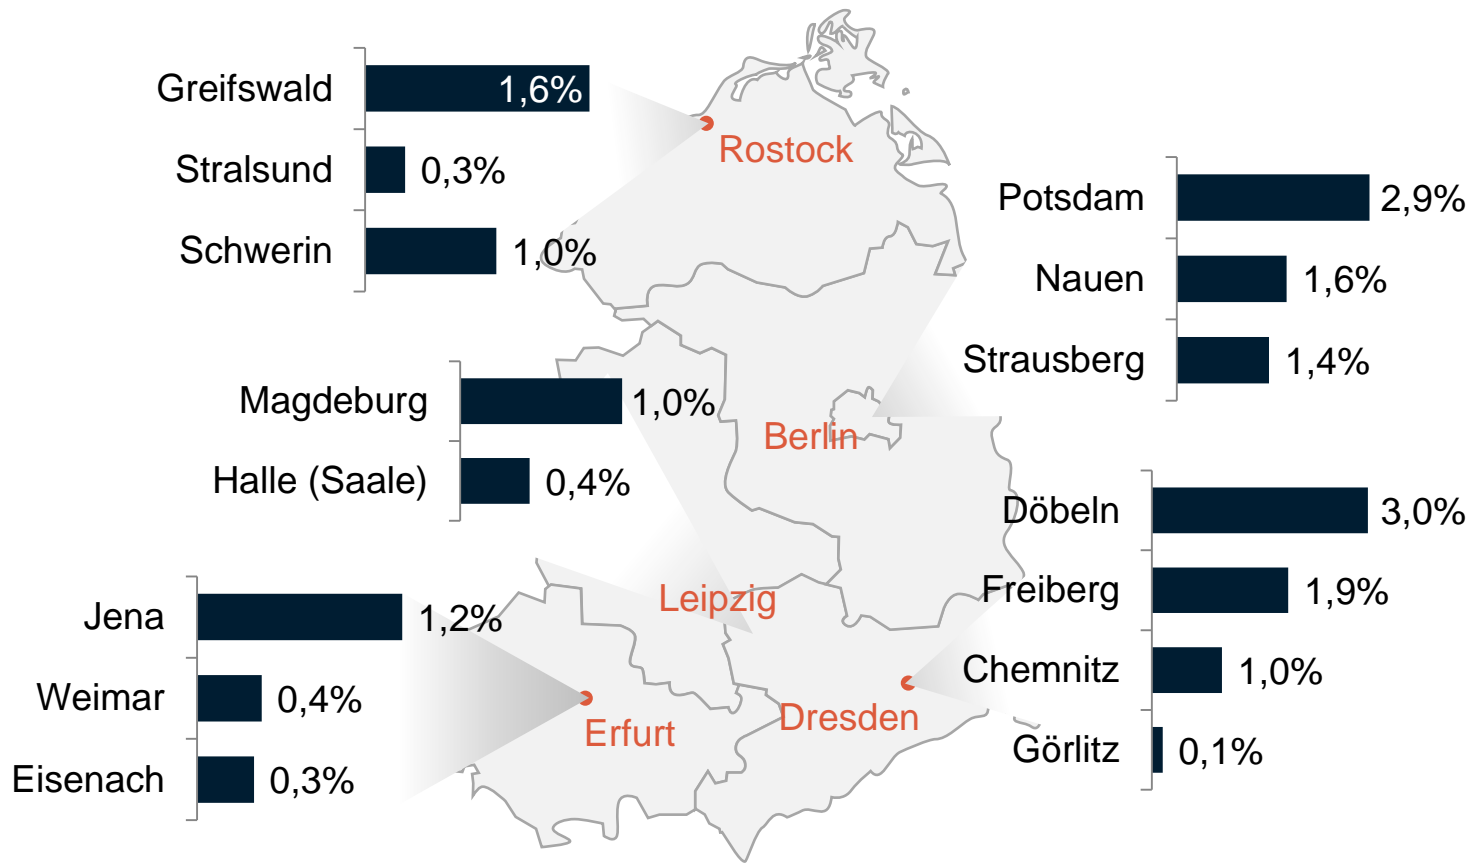 Greifswald 1,6%
Stralsund 0,3%
Schwerin 1,0%
Rostock
Potsdam 2,9%
Nauen 1,6%
Strausberg 1,4%
Magdeburg 1,0%
Halle (Saale) 0,4%
Berlin
Döbeln 3,0%
Freiberg 1,9%
Chemnitz 1,0%
Görlitz 0,1%
Leipzig
Jena 1,2%
Weimar 0,4%
Eisenach 0,3%
Erfurt
Dresden